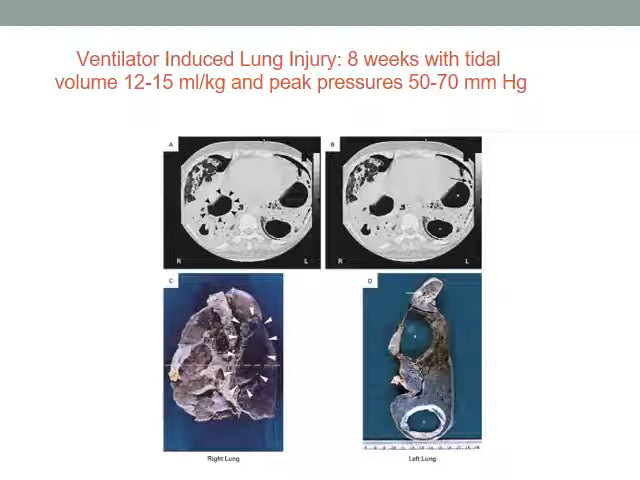 Ventilator Induced Lung Injury: 8 weeks with tidal
volume 12-15 ml/kg and peak pressures 50-70 mm Hg
A
B
R
L
R
L
C
D
Right Lung
Left Lung